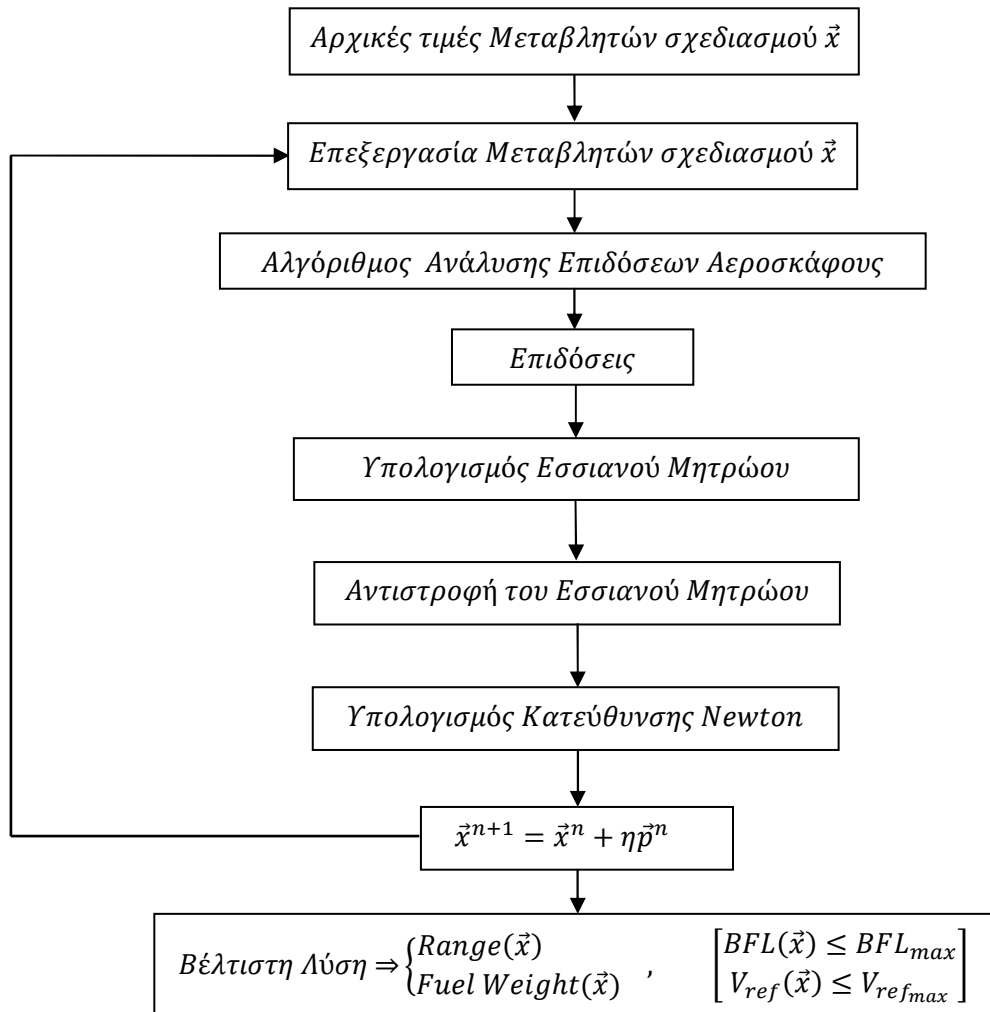 Αρχικές τιμές Μεταβλητών σχεδιασμού x⃗
Επεξεργασία Μεταβλητών σχεδιασμού x⃗
Αλγόριθμος Ανάλυσης Επιδόσεων Αεροσκάφους
Επιδόσεις
Υπολογισμός Εσσιανού Μητρώου
Αντιστροφή του Εσσιανού Μητρώου
Υπολογισμός Κατεύθυνσης Newton
x⃗ⁿ⁺¹ = x⃗ⁿ + ηp⃗ⁿ
Βέλτιστη Λύση ⇒ { Range(x⃗) , [ BFL(x⃗) ≤ BFL_max ]
Fuel Weight(x⃗) V_ref(x⃗) ≤ V_ref_max